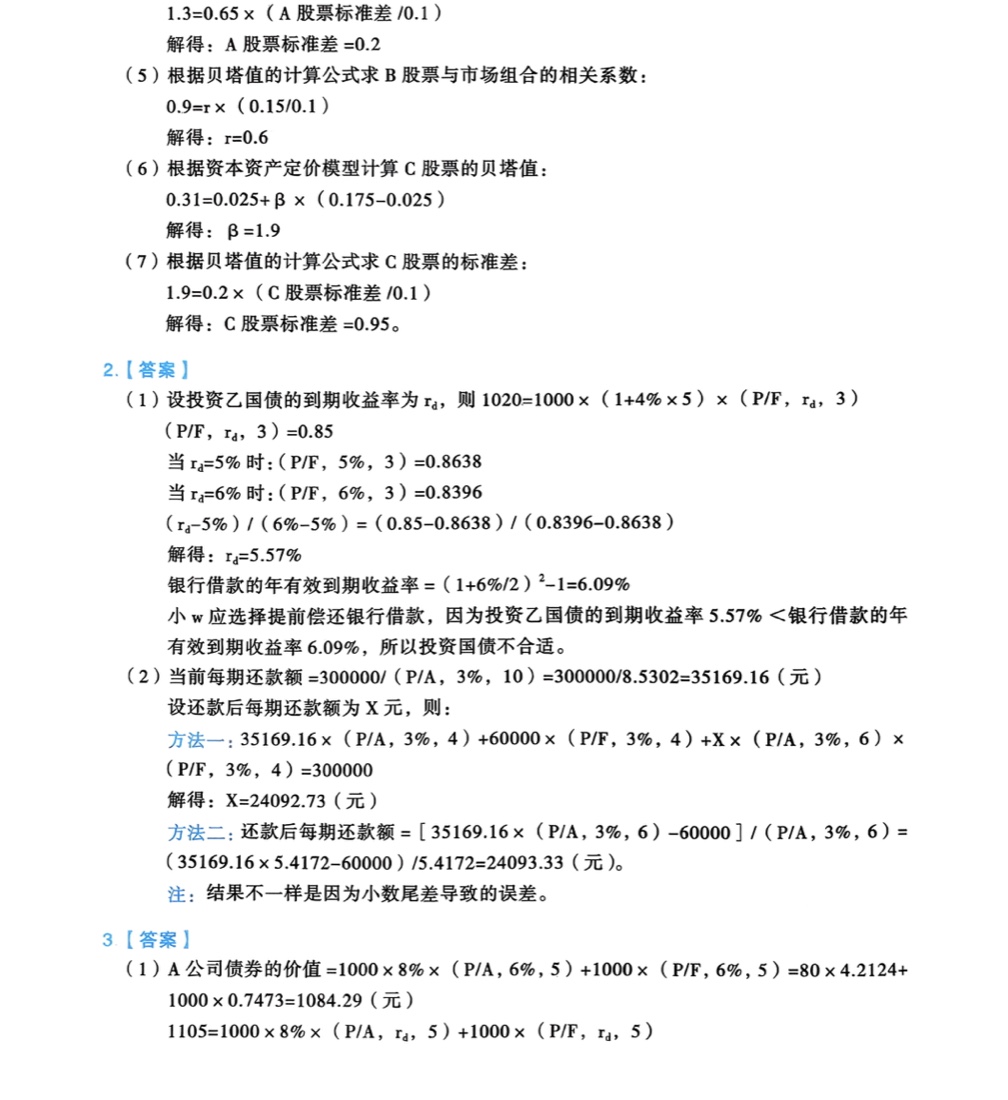 1.3=0.65×（A 股票标准差 /0.1）
解得：A 股票标准差 =0.2
（5）根据贝塔值的计算公式求 B 股票与市场组合的相关系数：
0.9=r×（0.15/0.1）
解得：r=0.6
（6）根据资本资产定价模型计算 C 股票的贝塔值：
0.31=0.025+β×（0.175-0.025）
解得：β=1.9
（7）根据贝塔值的计算公式求 C 股票的标准差：
1.9=0.2×（C 股票标准差 /0.1）
解得：C 股票标准差 =0.95。
2.【答案】
（1）设投资乙国债的到期收益率为 rd，则 1020=1000×（1+4%×5）×（P/F，rd，3）
（P/F，rd，3）=0.85
当 rd=5% 时：（P/F，5%，3）=0.8638
当 rd=6% 时：（P/F，6%，3）=0.8396
（rd-5%）/（6%-5%）=（0.85-0.8638）/（0.8396-0.8638）
解得：rd=5.57%
银行借款的年有效到期收益率 =（1+6%/2）²-1=6.09%
小 w 应选择提前偿还银行借款，因为投资乙国债的到期收益率 5.57% ＜银行借款的年
有效到期收益率 6.09%，所以投资国债不合适。
（2）当前每期还款额 =300000/（P/A，3%，10）=300000/8.5302=35169.16（元）
设还款后每期还款额为 X 元，则：
方法一：35169.16×（P/A，3%，4）+60000×（P/F，3%，4）+X×（P/A，3%，6）×
（P/F，3%，4）=300000
解得：X=24092.73（元）
方法二：还款后每期还款额 =［35169.16×（P/A，3%，6）-60000］/（P/A，3%，6）=
（35169.16×5.4172-60000）/5.4172=24093.33（元）。
注：结果不一样是因为小数尾差导致的误差。
3.【答案】
（1）A 公司债券的价值 =1000×8%×（P/A，6%，5）+1000×（P/F，6%，5）=80×4.2124+
1000×0.7473=1084.29（元）
1105=1000×8%×（P/A，rd，5）+1000×（P/F，rd，5）